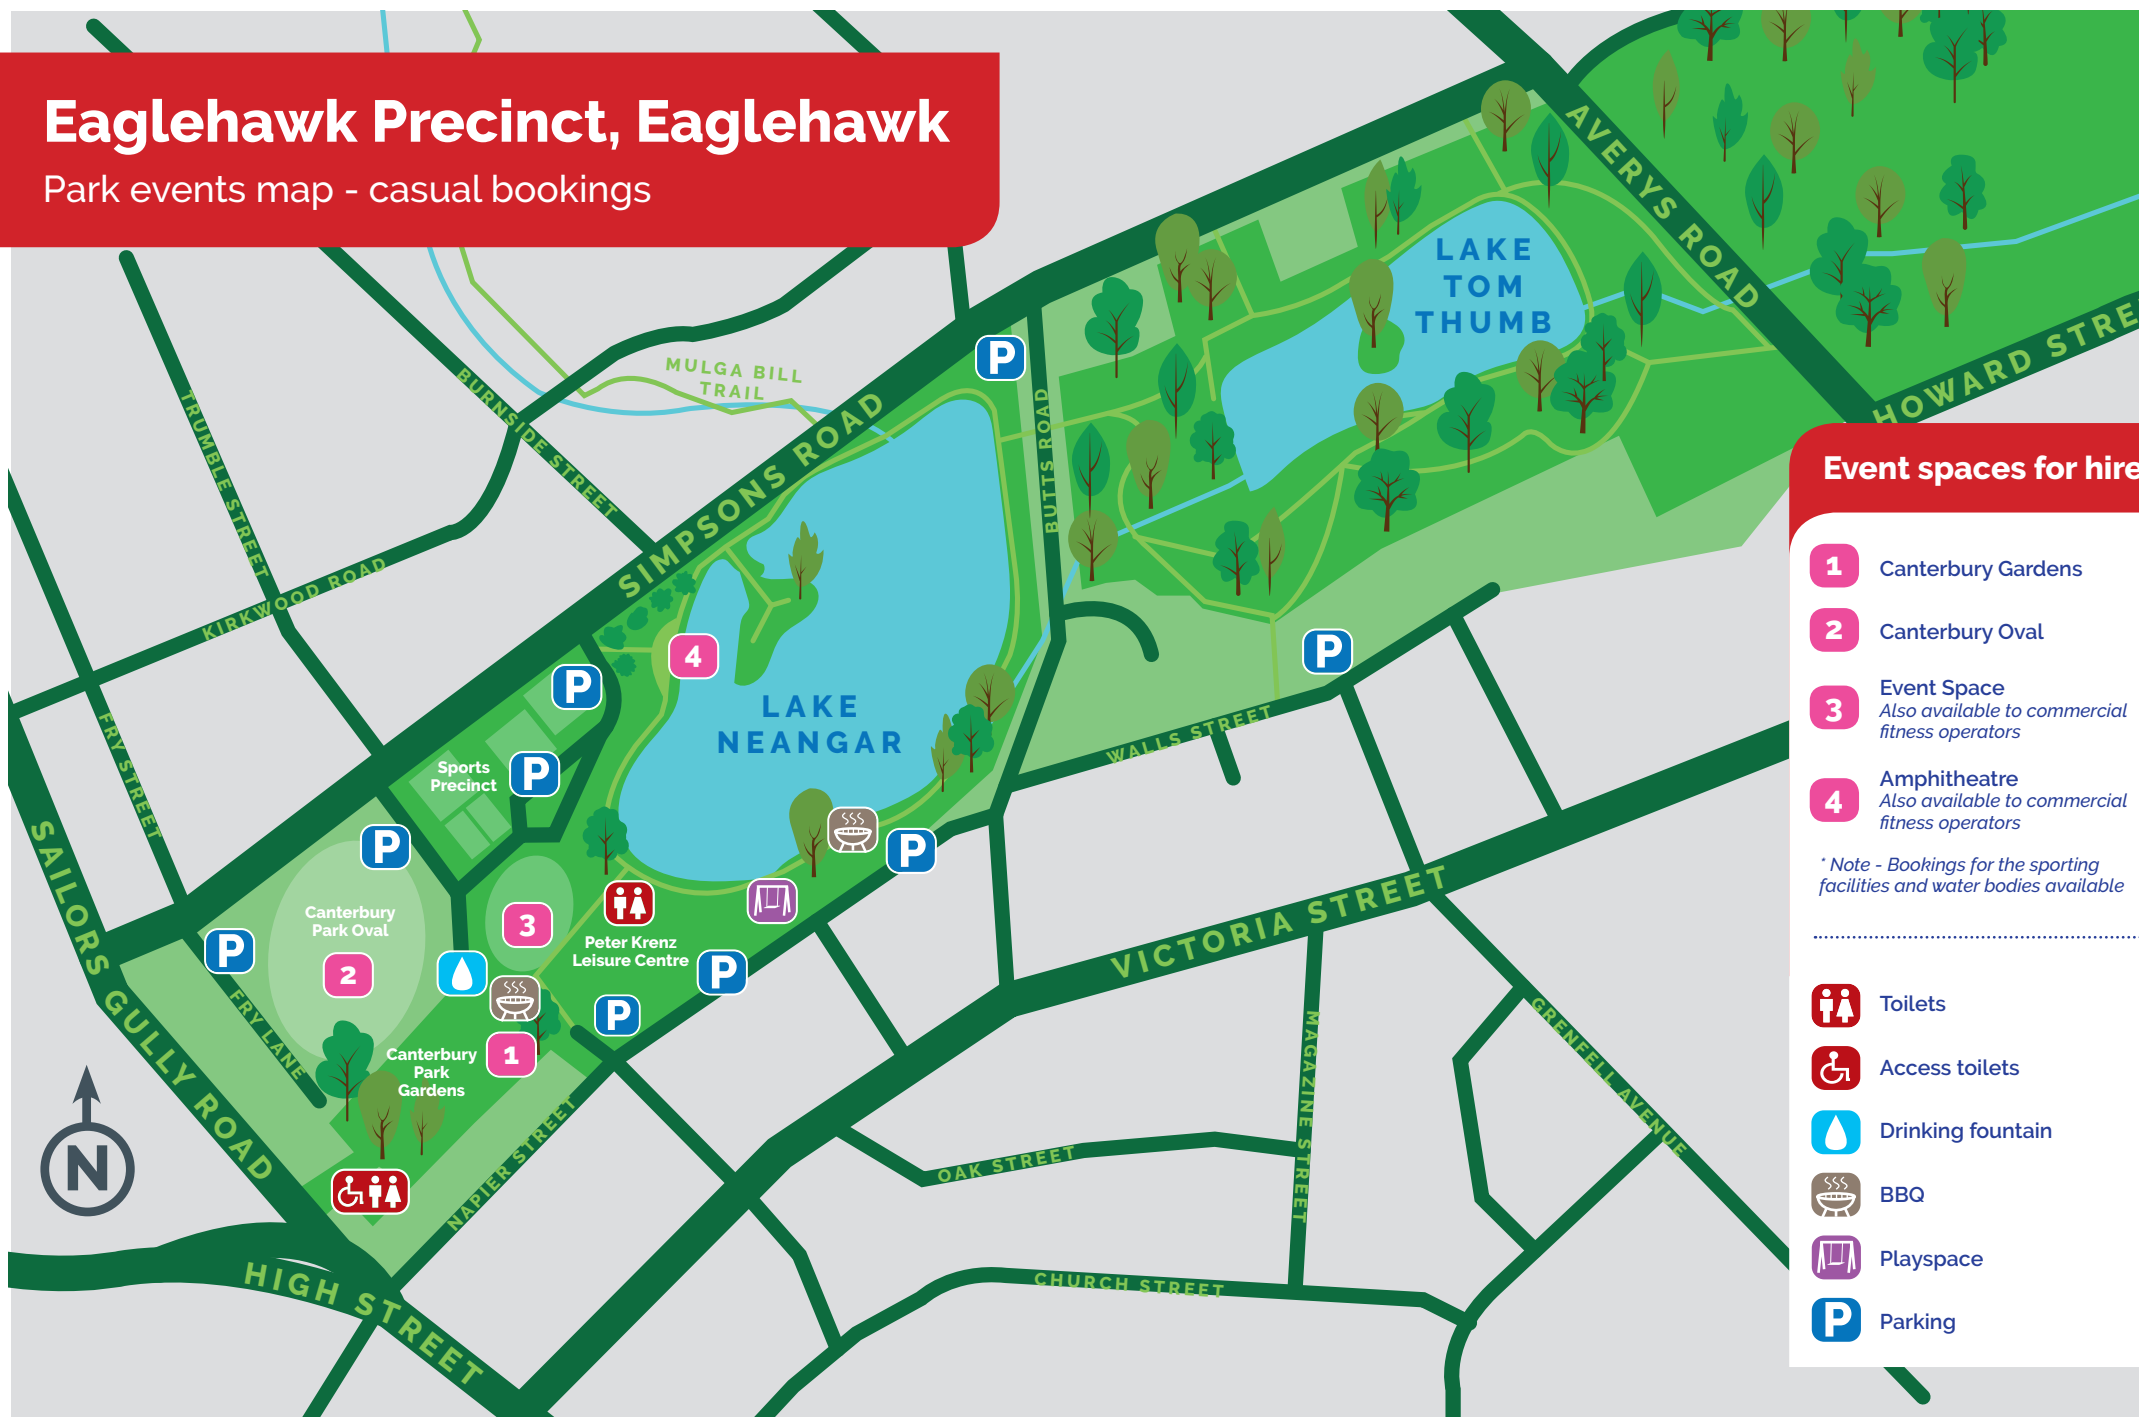 Eaglehawk Precinct, Eaglehawk
Park events map - casual bookings
MULGA BILL
TRAIL
TRUMBLE STREET
BURNSIDE STREET
KIRKWOOD ROAD
SIMPSONS ROAD
BUTTS ROAD
AVERYS ROAD
LAKE
TOM
THUMB
P
4
LAKE
NEANGAR
P
P
WALLS STREET
FRY STREET
Sports
Precinct
P
P
P
SAILORS GULLY ROAD
Canterbury
Park Oval
2
3
Peter Krenz
Leisure Centre
P
P
P
FRY LANE
Canterbury
Park
Gardens
1
NAPIER STREET
N
HIGH STREET
VICTORIA STREET
MAGAZINE STREET
GRENFELL AVENUE
OAK STREET
CHURCH STREET
HOWARD STRE
Event spaces for hire
1 Canterbury Gardens
2 Canterbury Oval
3 Event Space
Also available to commercial
fitness operators
4 Amphitheatre
Also available to commercial
fitness operators
* Note - Bookings for the sporting
facilities and water bodies available
Toilets
Access toilets
Drinking fountain
BBQ
Playspace
P Parking